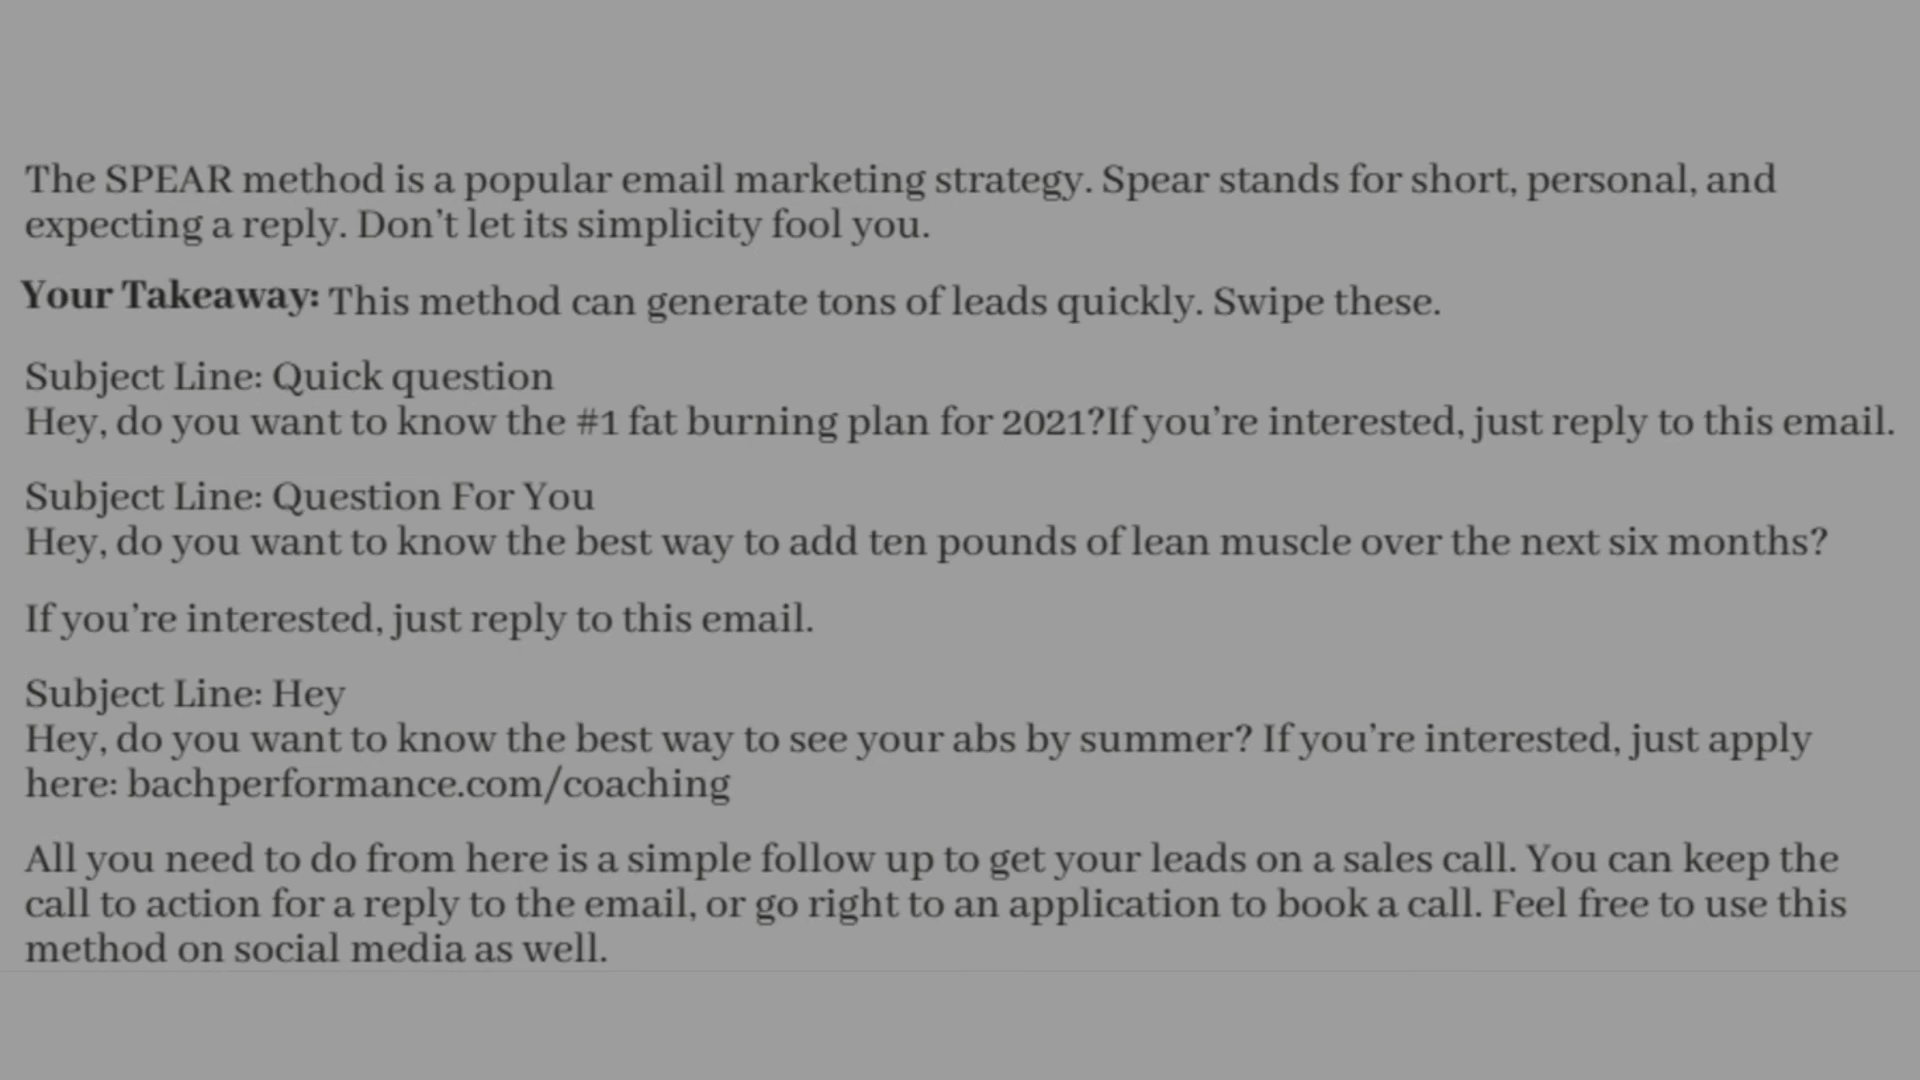 The SPEAR method is a popular email marketing strategy. Spear stands for short, personal, and
expecting a reply. Don’t let its simplicity fool you.
Your Takeaway: This method can generate tons of leads quickly. Swipe these.
Subject Line: Quick question
Hey, do you want to know the #1 fat burning plan for 2021?If you’re interested, just reply to this email.
Subject Line: Question For You
Hey, do you want to know the best way to add ten pounds of lean muscle over the next six months?
If you’re interested, just reply to this email.
Subject Line: Hey
Hey, do you want to know the best way to see your abs by summer? If you’re interested, just apply
here: bachperformance.com/coaching
All you need to do from here is a simple follow up to get your leads on a sales call. You can keep the
call to action for a reply to the email, or go right to an application to book a call. Feel free to use this
method on social media as well.